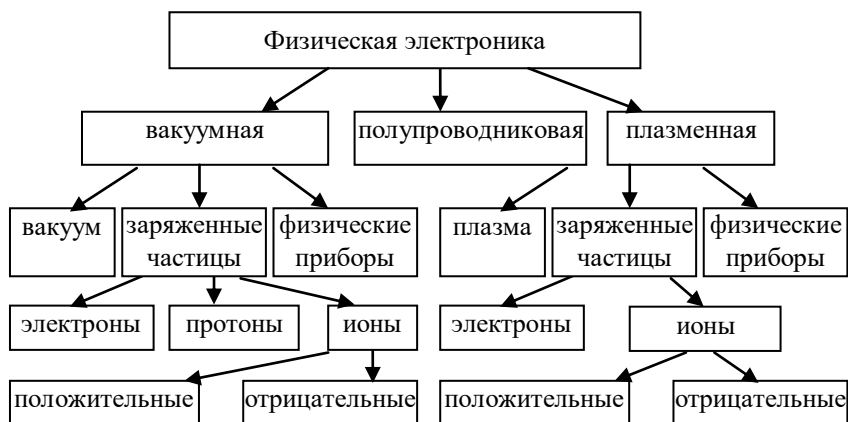 Физическая электроника
вакуумная
полупроводниковая
плазменная
вакуум
заряженные
частицы
физические
приборы
плазма
заряженные
частицы
физические
приборы
электроны
протоны
ионы
электроны
ионы
положительные
отрицательные
положительные
отрицательные